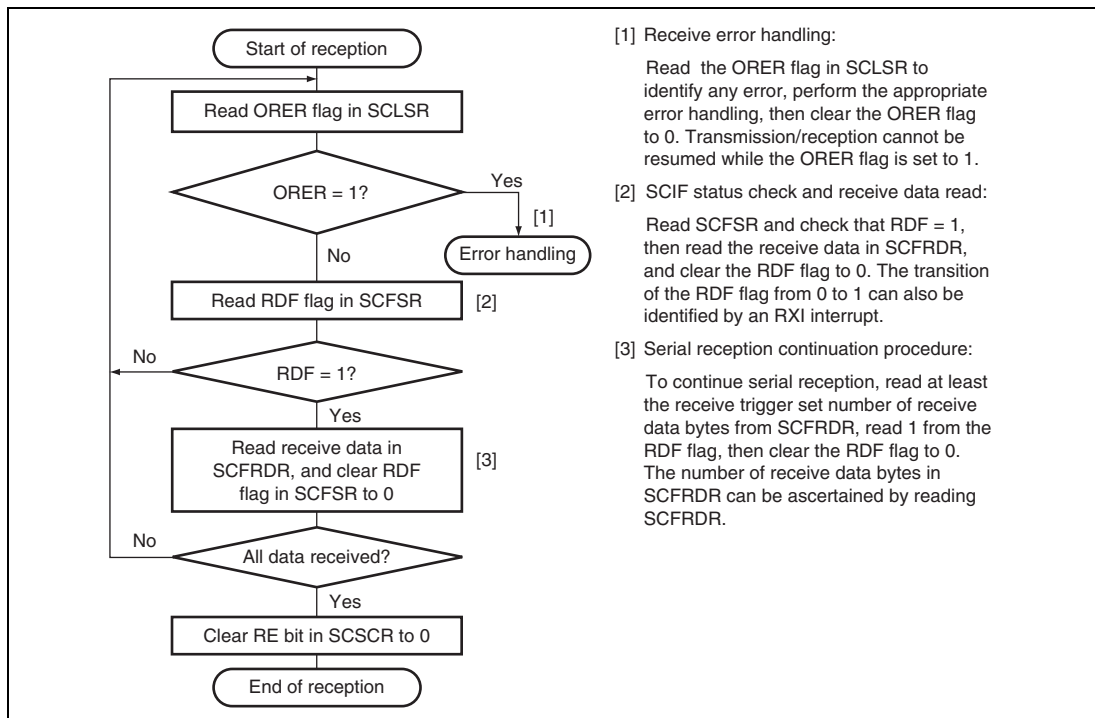 Start of reception
Read ORER flag in SCLSR
ORER = 1?
Yes
[1]
Error handling
No
Read RDF flag in SCFSR
[2]
No
RDF = 1?
Yes
Read receive data in
SCFRDR, and clear RDF
flag in SCFSR to 0
[3]
No
All data received?
Yes
Clear RE bit in SCSCR to 0
End of reception
[1] Receive error handling:
Read the ORER flag in SCLSR to
identify any error, perform the appropriate
error handling, then clear the ORER flag
to 0. Transmission/reception cannot be
resumed while the ORER flag is set to 1.
[2] SCIF status check and receive data read:
Read SCFSR and check that RDF = 1,
then read the receive data in SCFRDR,
and clear the RDF flag to 0. The transition
of the RDF flag from 0 to 1 can also be
identified by an RXI interrupt.
[3] Serial reception continuation procedure:
To continue serial reception, read at least
the receive trigger set number of receive
data bytes from SCFRDR, read 1 from the
RDF flag, then clear the RDF flag to 0.
The number of receive data bytes in
SCFRDR can be ascertained by reading
SCFRDR.